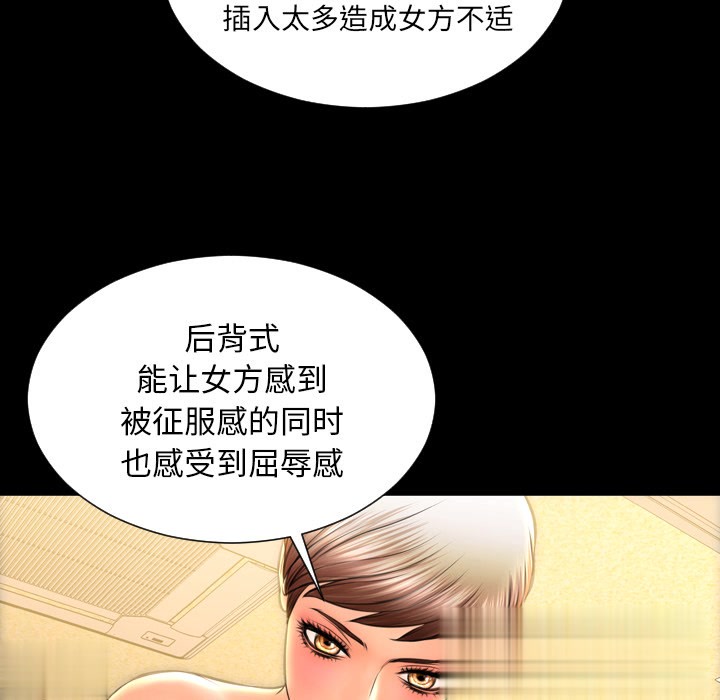 插入太多造成女方不适
后背式
能让女方感到
被征服感的同时
也感受到屈辱感